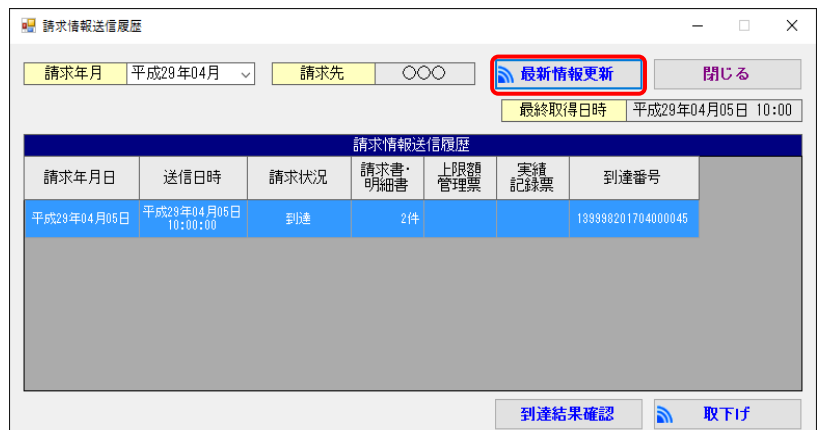 請求情報送信履歴
請求年月 平成29年04月 請求先 ○○○ 最新情報更新 閉じる
最終取得日時 平成29年04月05日 10:00
請求情報送信履歴
請求年月日 送信日時 請求状況 請求書・明細書 上限額管理票 実績記録票 到達番号
平成29年04月05日 平成29年04月05日 10:00:00 到達 2件 139998201704000045
到達結果確認 取下げ